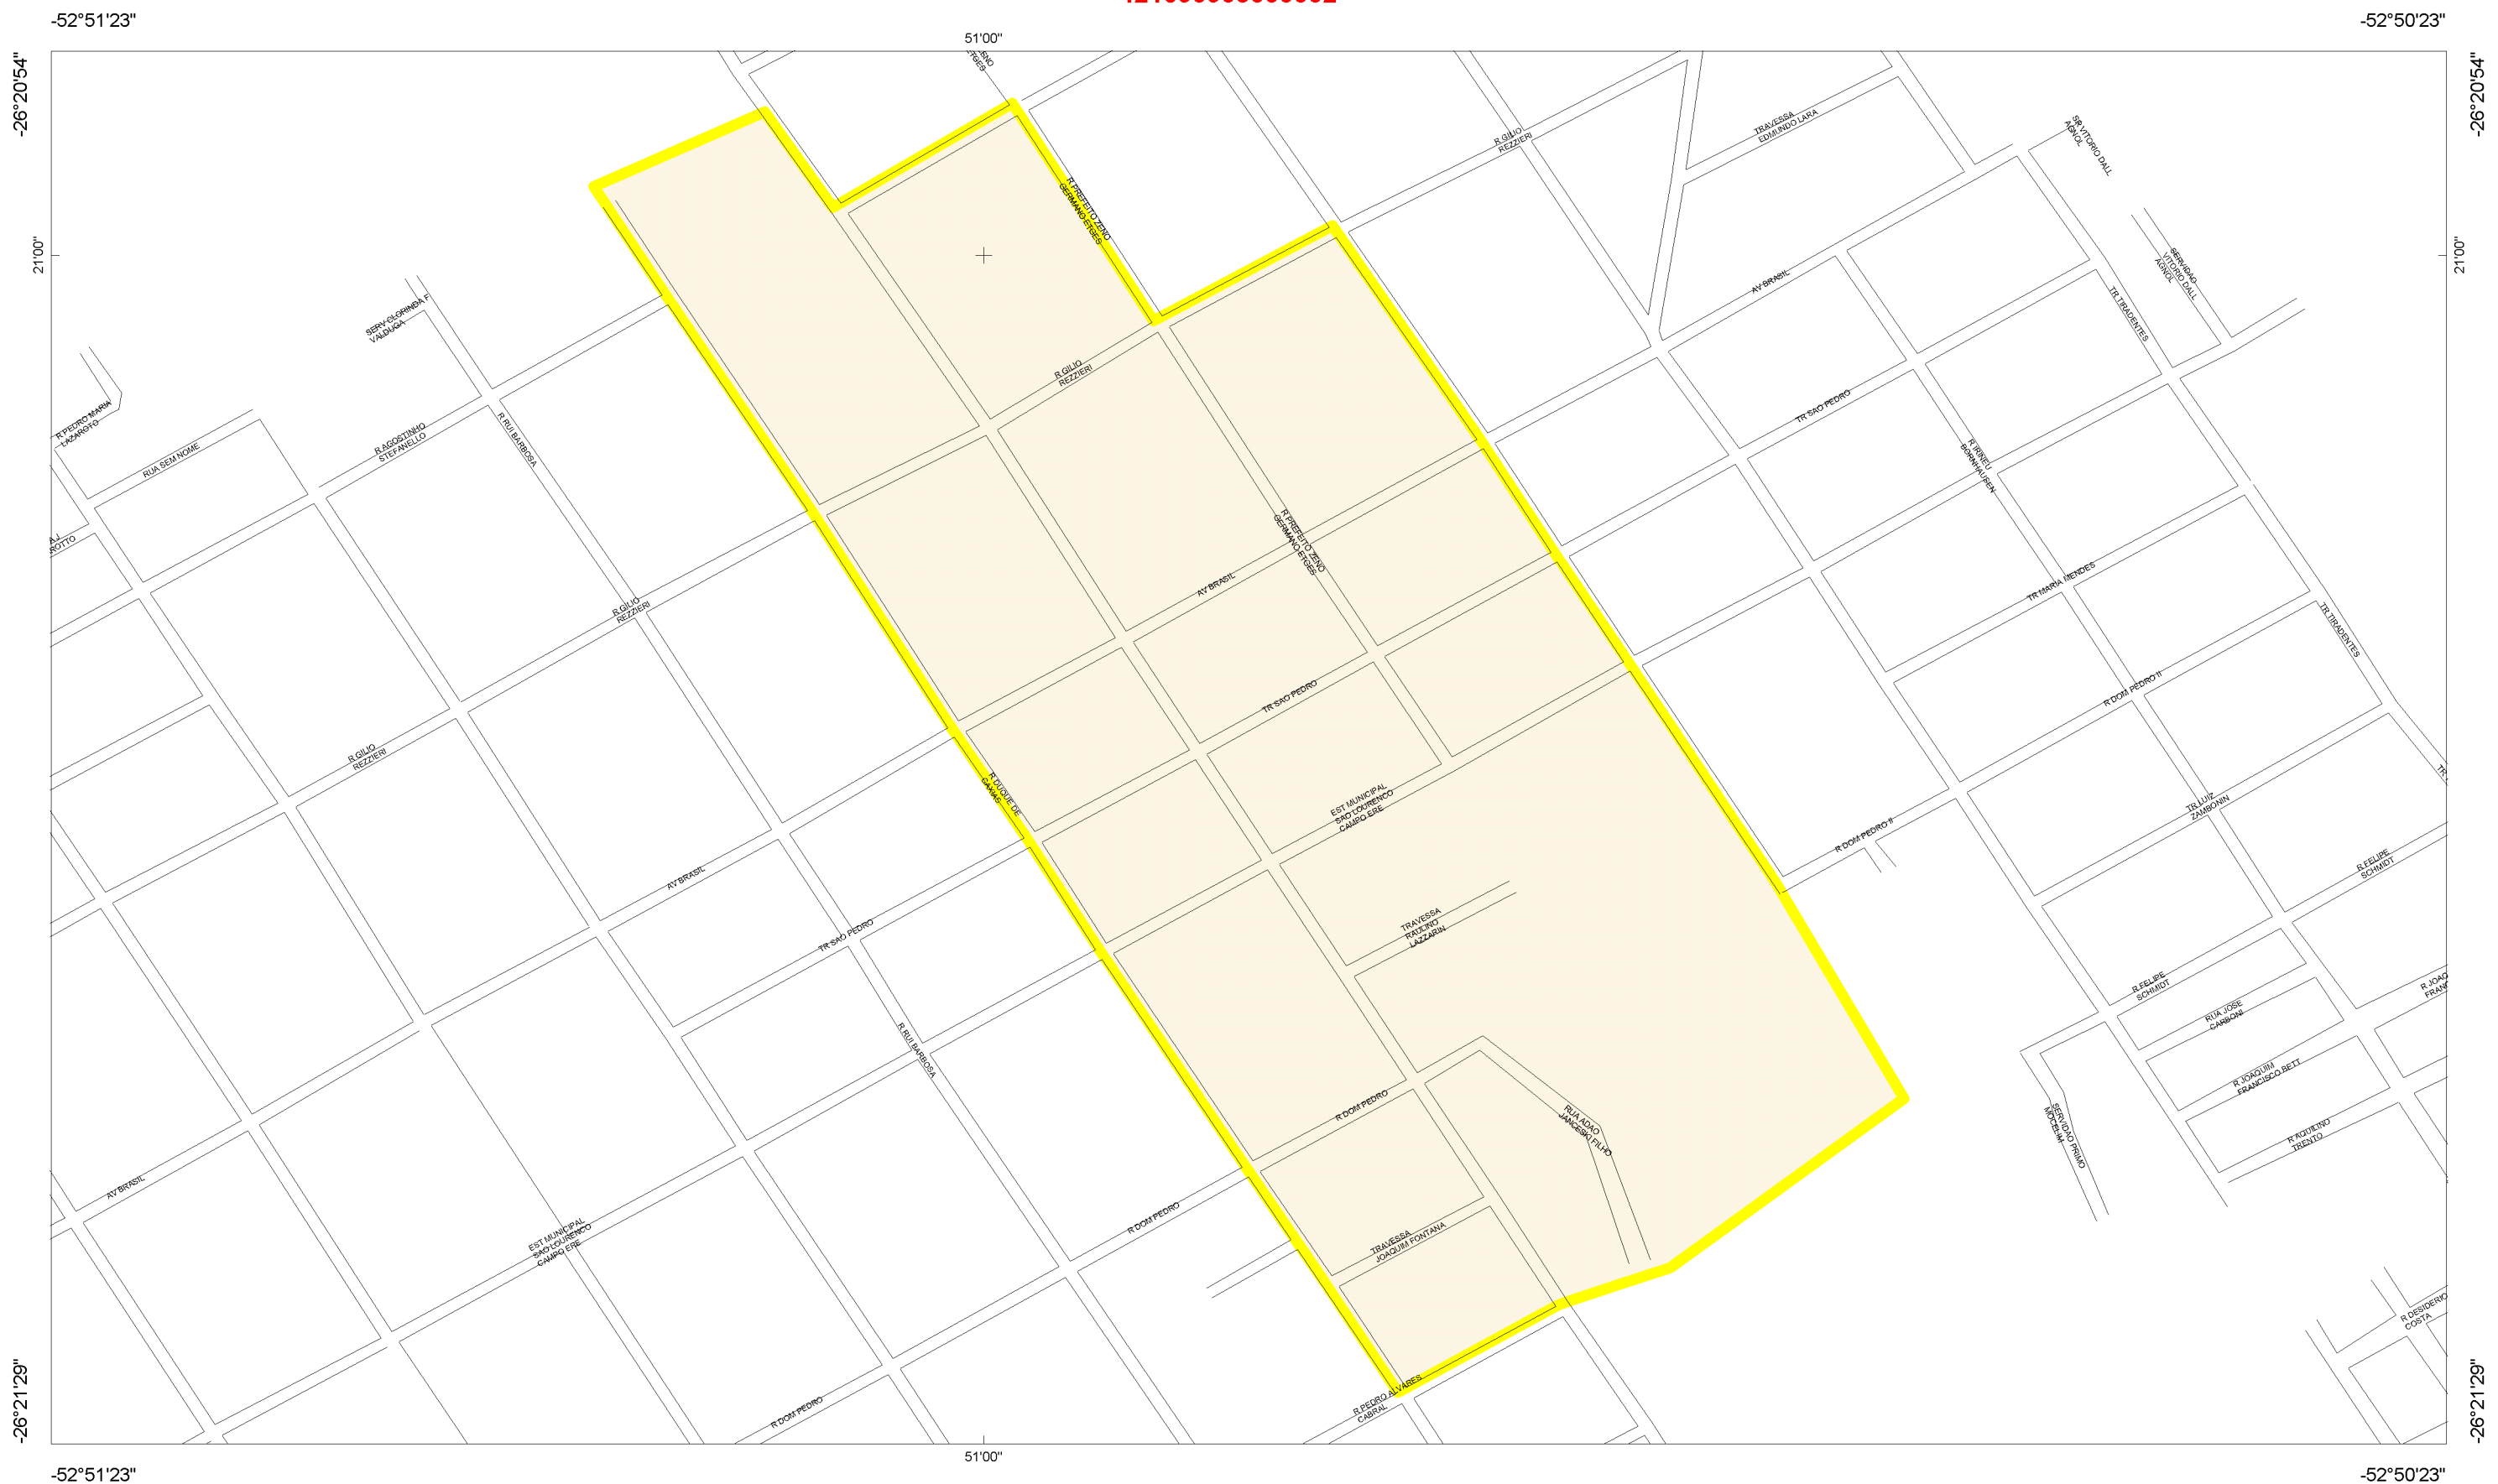 -52°51'23"
-52°50'23"
51'00"
-26°20'54"
-26°20'54"
R PREFEITO ZENO
GERMANO ETGES
R GILIO
REZZIERI
TRAVESSA
EDMUNDO LARA
SR VITORIO DALL
AGNOL
SERVIDAO
VITORIO DALL
AGNOL
21'00"
21'00"
AV BRASIL
TR TIRADENTES
SERV CLORINDA F
VALDUGA
R GILIO
REZZIERI
R PEDRO MARIA
LAZAROTO
RUA SEM NOME
R AGOSTINHO
STEFANELLO
R RUI BARBOSA
TR SAO PEDRO
R IRINEU
BORNHAUSEN
ROTTO
R PREFEITO ZENO
GERMANO ETGES
AV BRASIL
R GILIO
REZZIERI
TR MARIA MENDES
TR TIRADENTES
R DOM PEDRO II
TR SAO PEDRO
R GILIO
REZZIERI
R DUQUE DE
CAXIAS
EST MUNICIPAL
SAO LOURENCO
CAMPO ERE
TR LUIZ
ZAMBONIN
R DOM PEDRO II
R FELIPE
SCHMIDT
AV BRASIL
TR SAO PEDRO
TRAVESSA
RAULINO
LAZZARIN
R FELIPE
SCHMIDT
R JOAQ
FRANC
RUA JOSE
CARBONI
R RUI BARBOSA
R JOAQUIM
FRANCISCO BETT
R DOM PEDRO
RUA ADAO
JANCESKI FILHO
SERVIDAO PRIMO
MOCELIM
R AQUILINO
TRENTO
AV BRASIL
R DOM PEDRO
TRAVESSA
JOAQUIM FONTANA
EST MUNICIPAL
SAO LOURENCO
CAMPO ERE
R DESIDERIO
COSTA
R PEDRO ALVARES
CABRAL
R DOM PEDRO
-26°21'29"
-26°21'29"
51'00"
-52°51'23"
-52°50'23"